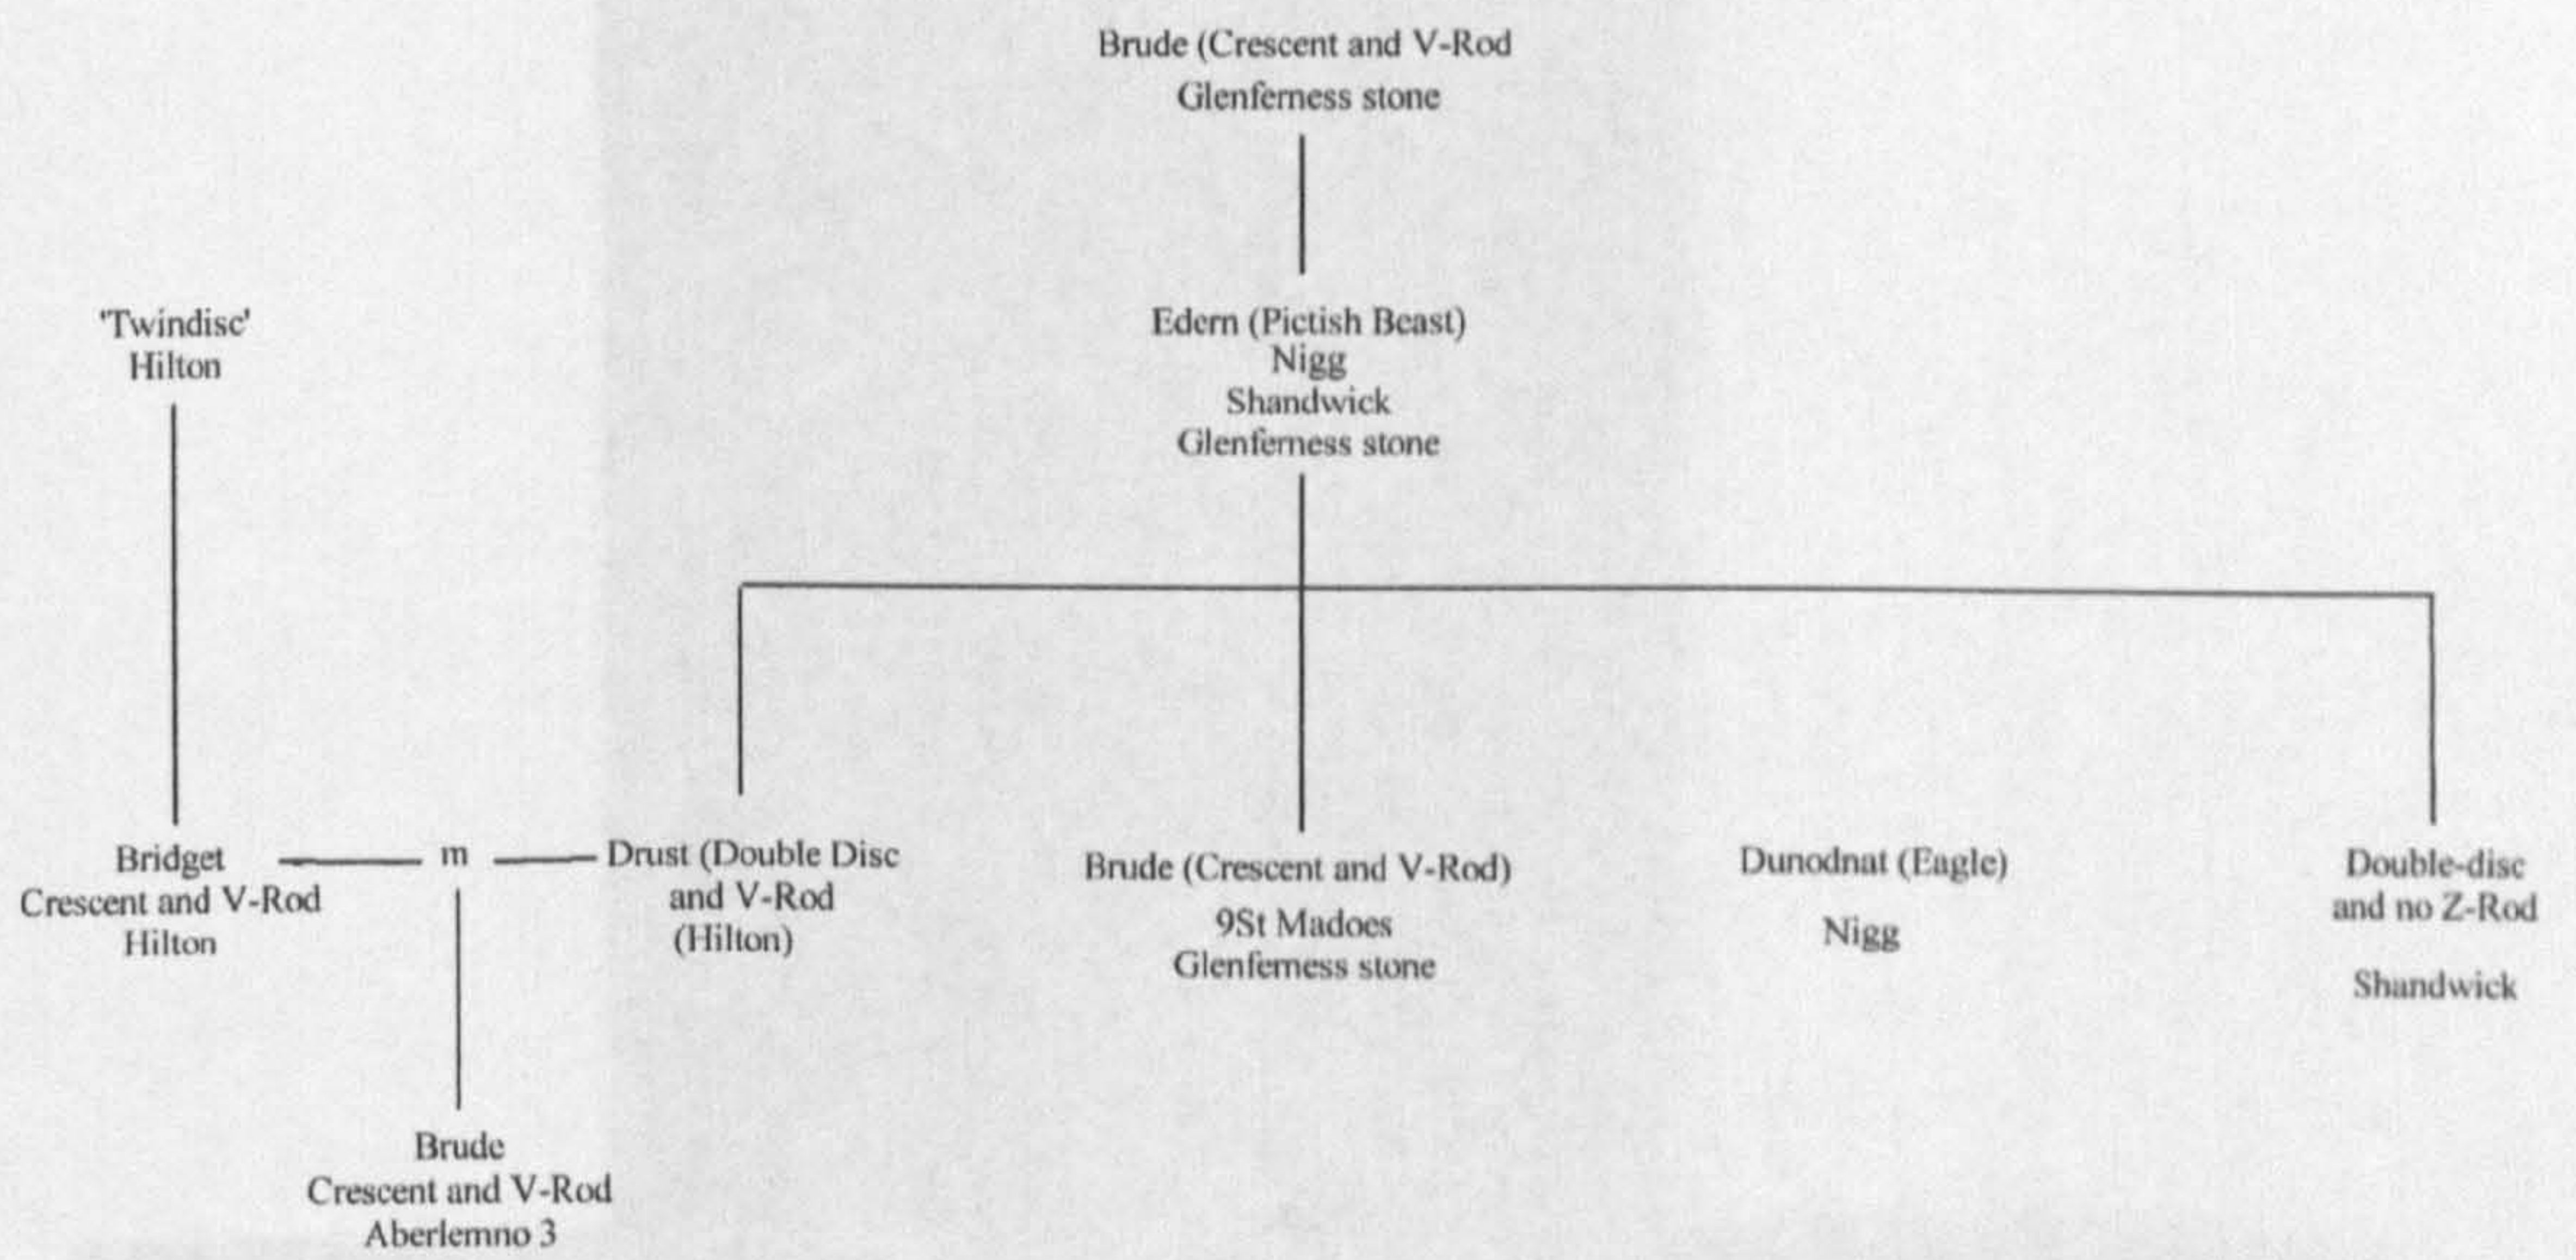 Brude (Crescent and V-Rod
Glenferness stone
'Twindisc'
Hilton
Edern (Pictish Beast)
Nigg
Shandwick
Glenferness stone
Bridget
Crescent and V-Rod
Hilton
m
Drust (Double Disc
and V-Rod
(Hilton)
Brude (Crescent and V-Rod)
9St Madoes
Glenferness stone
Dunodnat (Eagle)
Nigg
Double-disc
and no Z-Rod
Shandwick
Brude
Crescent and V-Rod
Aberlemno 3